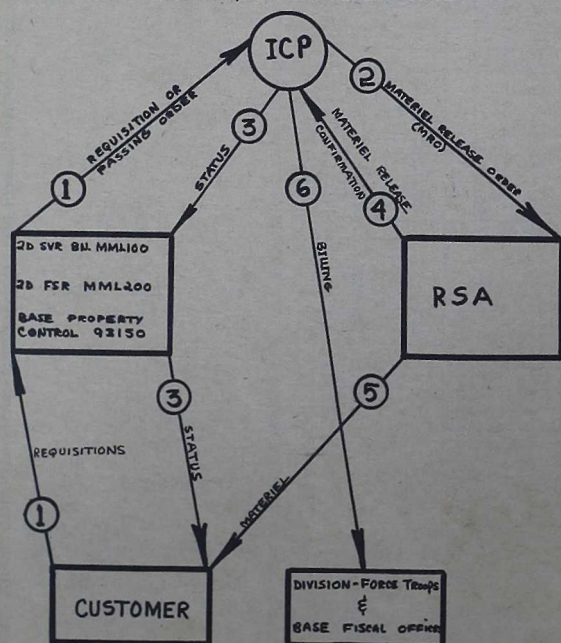 ICP
1
REQUISITION OR
PASSING ORDER
2
MATERIEL RELEASE ORDER
(MRO)
3
STATUS
6
BILLING
MATERIEL RELEASE
CONFIRMATION
4
2D SVR BN. MML100
2D FSR MML200
BASE PROPERTY
CONTROL 93150
RSA
3
STATUS
5
MATERIEL
REQUISITIONS
1
CUSTOMER
DIVISION-FORCE TROOPS
&
BASE FISCAL OFFICE